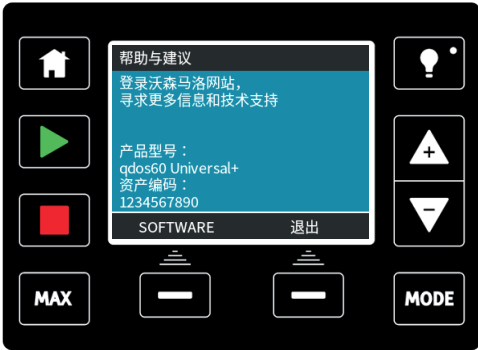 帮助与建议
登录沃森马洛网站，
寻求更多信息和技术支持
产品型号：
qdos60 Universal+
资产编码：
1234567890
SOFTWARE 退出
+
−
MAX
MODE